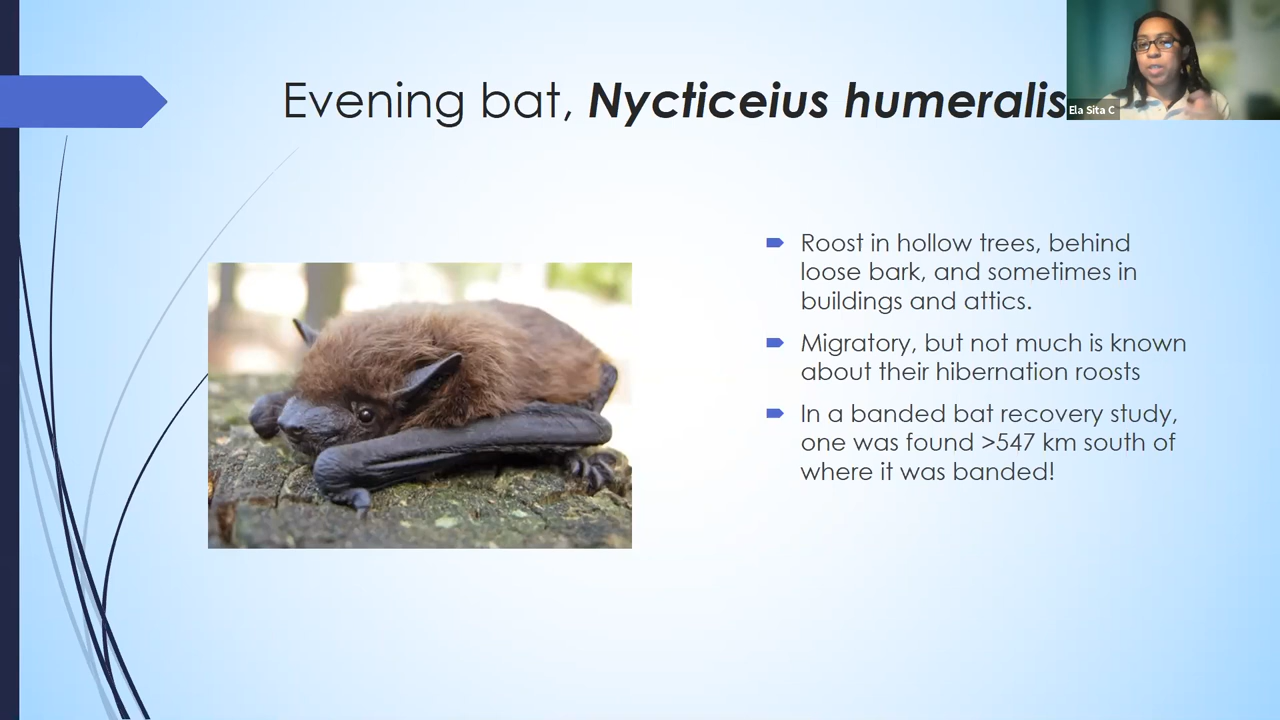 Evening bat, Nycticeius humeralis
Ela Sita C
Roost in hollow trees, behind
loose bark, and sometimes in
buildings and attics.
Migratory, but not much is known
about their hibernation roosts
In a banded bat recovery study,
one was found >547 km south of
where it was banded!